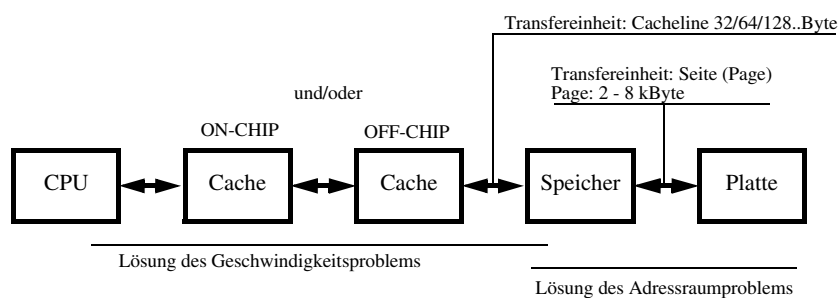 Transfereinheit: Cacheline 32/64/128..Byte
Transfereinheit: Seite (Page)
Page: 2 - 8 kByte
und/oder
ON-CHIP
OFF-CHIP
CPU
Cache
Cache
Speicher
Platte
Lösung des Geschwindigkeitsproblems
Lösung des Adressraumproblems